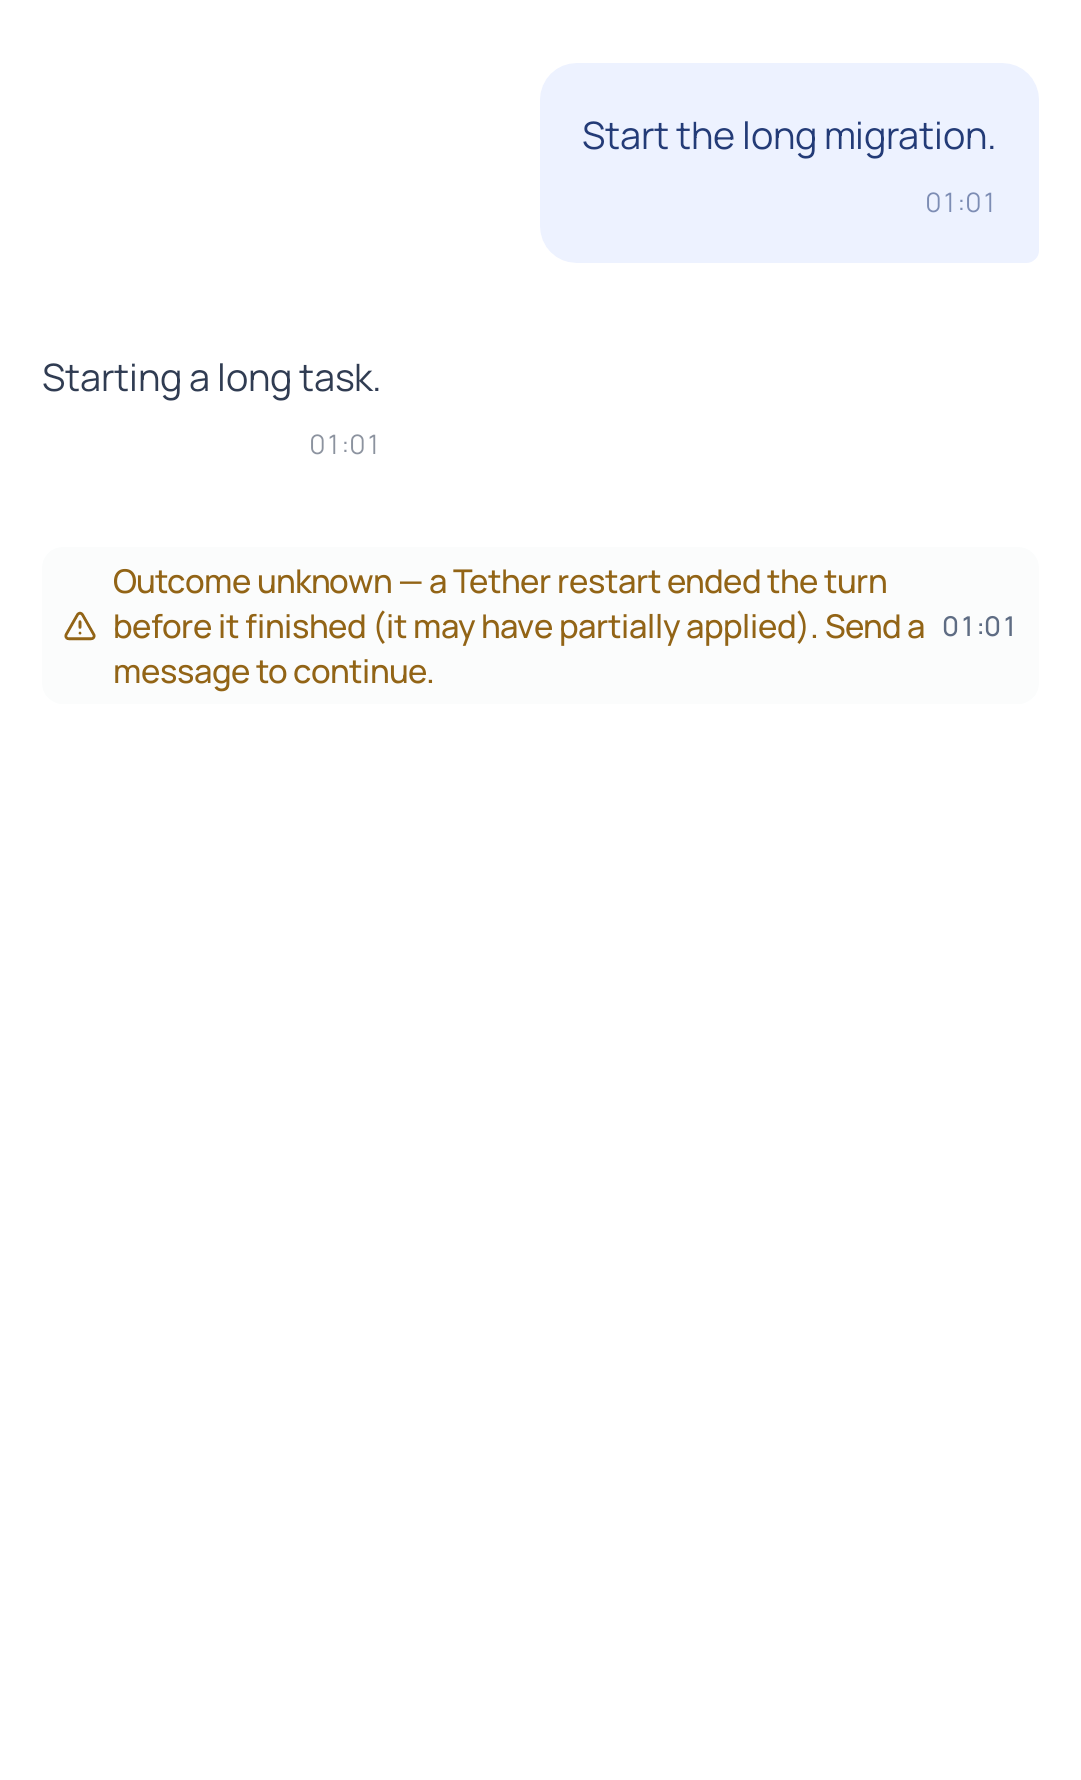 Start the long migration.
01:01
Starting a long task.
01:01
Outcome unknown — a Tether restart ended the turn
before it finished (it may have partially applied). Send a
message to continue.
01:01